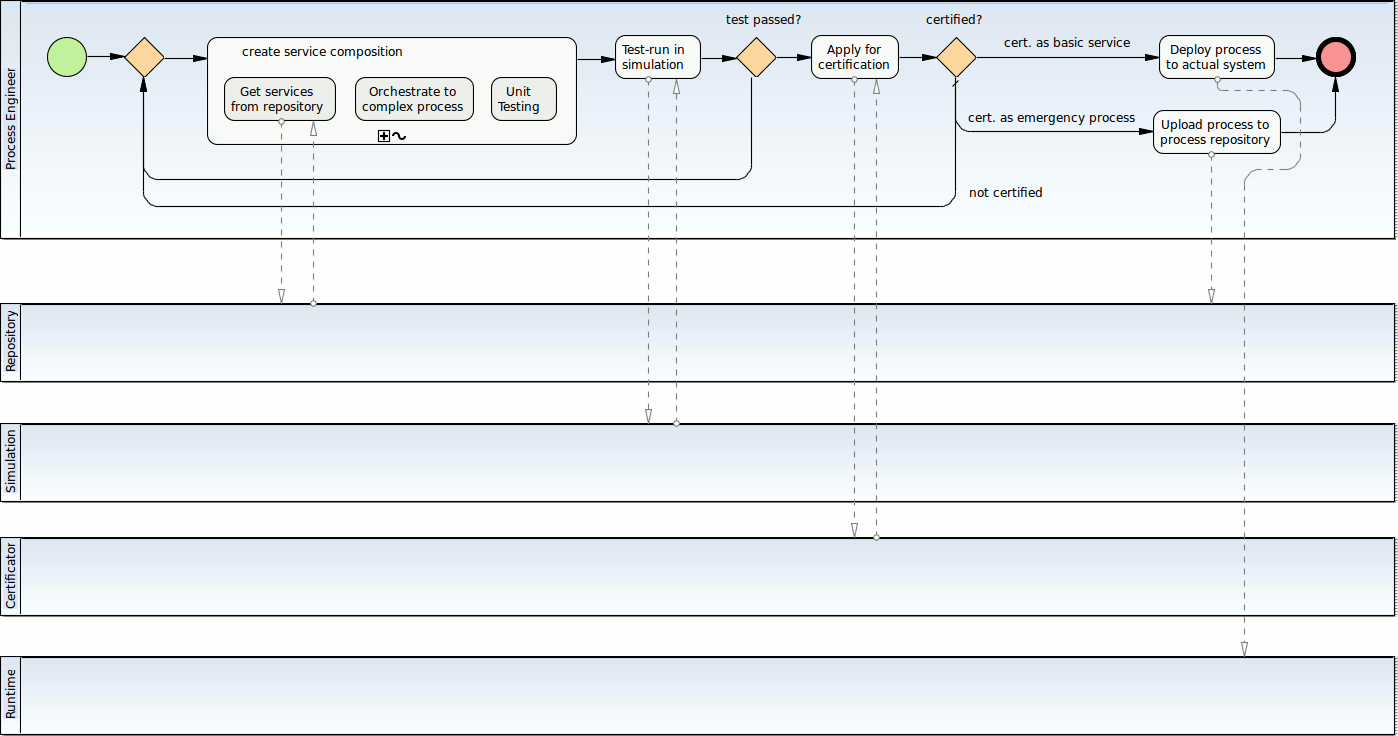 Process Engineer
test passed?
certified?
create service composition
Get services
from repository
Orchestrate to
complex process
Unit
Testing
Test-run in
simulation
Apply for
certification
cert. as basic service
Deploy process
to actual system
cert. as emergency process
Upload process to
process repository
not certified
Repository
Simulation
Certificator
Runtime